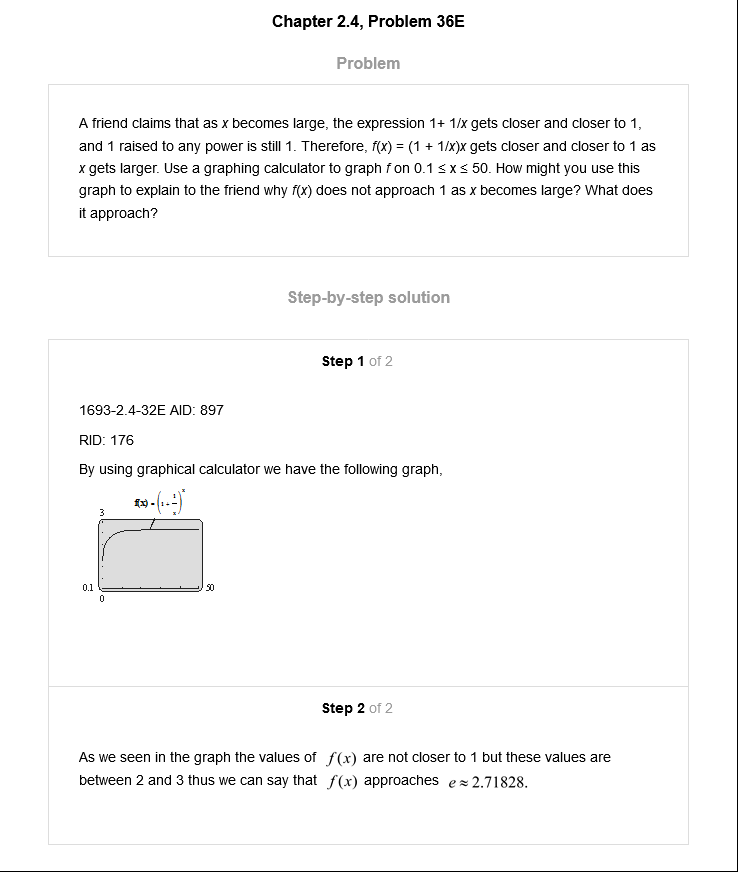 Chapter 2.4, Problem 36E
Problem
A friend claims that as x becomes large, the expression 1+ 1/x gets closer and closer to 1,
and 1 raised to any power is still 1. Therefore, f(x) = (1 + 1/x)x gets closer and closer to 1 as
x gets larger. Use a graphing calculator to graph f on 0.1 ≤ x ≤ 50. How might you use this
graph to explain to the friend why f(x) does not approach 1 as x becomes large? What does
it approach?
Step-by-step solution
Step 1 of 2
1693-2.4-32E AID: 897
RID: 176
By using graphical calculator we have the following graph,
f(x) = (1 + 1/x)^x
3
0.1
50
0
Step 2 of 2
As we seen in the graph the values of f(x) are not closer to 1 but these values are
between 2 and 3 thus we can say that f(x) approaches e ≈ 2.71828.